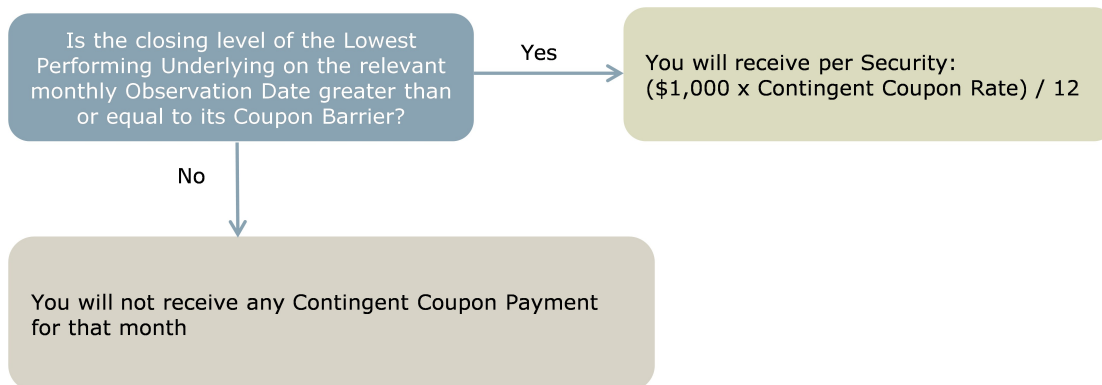 Is the closing level of the Lowest
Performing Underlying on the relevant
monthly Observation Date greater than
or equal to its Coupon Barrier?
Yes
You will receive per Security:
($1,000 x Contingent Coupon Rate) / 12
No
You will not receive any Contingent Coupon Payment
for that month